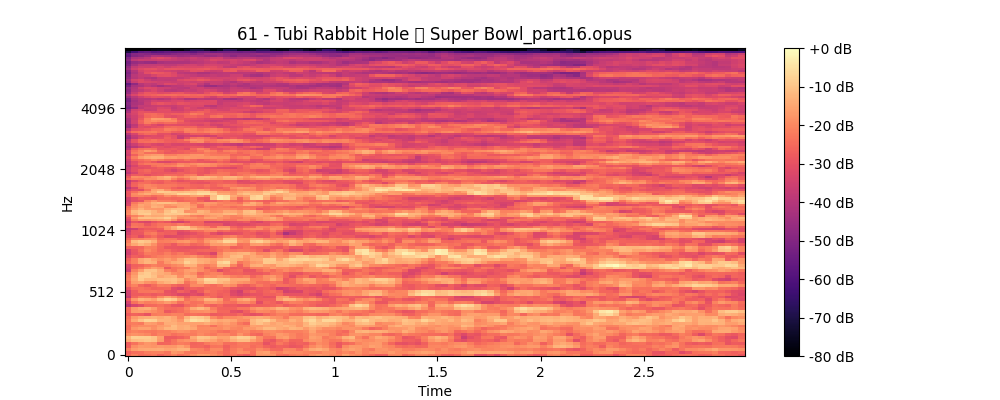 61 - Tubi Rabbit Hole ▯ Super Bowl_part16.opus
Hz
4096
2048
1024
512
0
0
0.5
1
1.5
2
2.5
Time
+0 dB
-10 dB
-20 dB
-30 dB
-40 dB
-50 dB
-60 dB
-70 dB
-80 dB